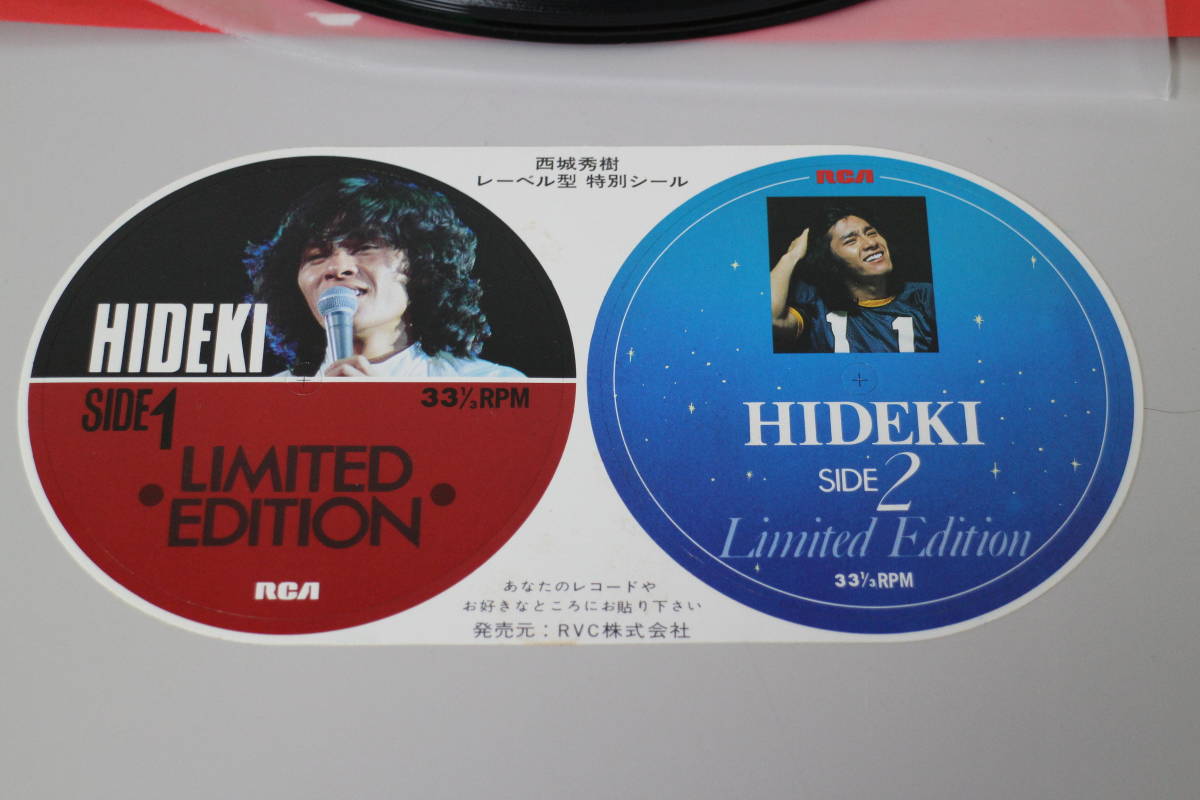 西城秀樹
レーベル型 特別シール
HIDEKI
SIDE1
33⅓RPM
LIMITED
EDITION
RCA
RCA
11
HIDEKI
SIDE2
Limited Edition
33⅓RPM
あなたのレコードや
お好きなところにお貼り下さい
発売元：RVC株式会社